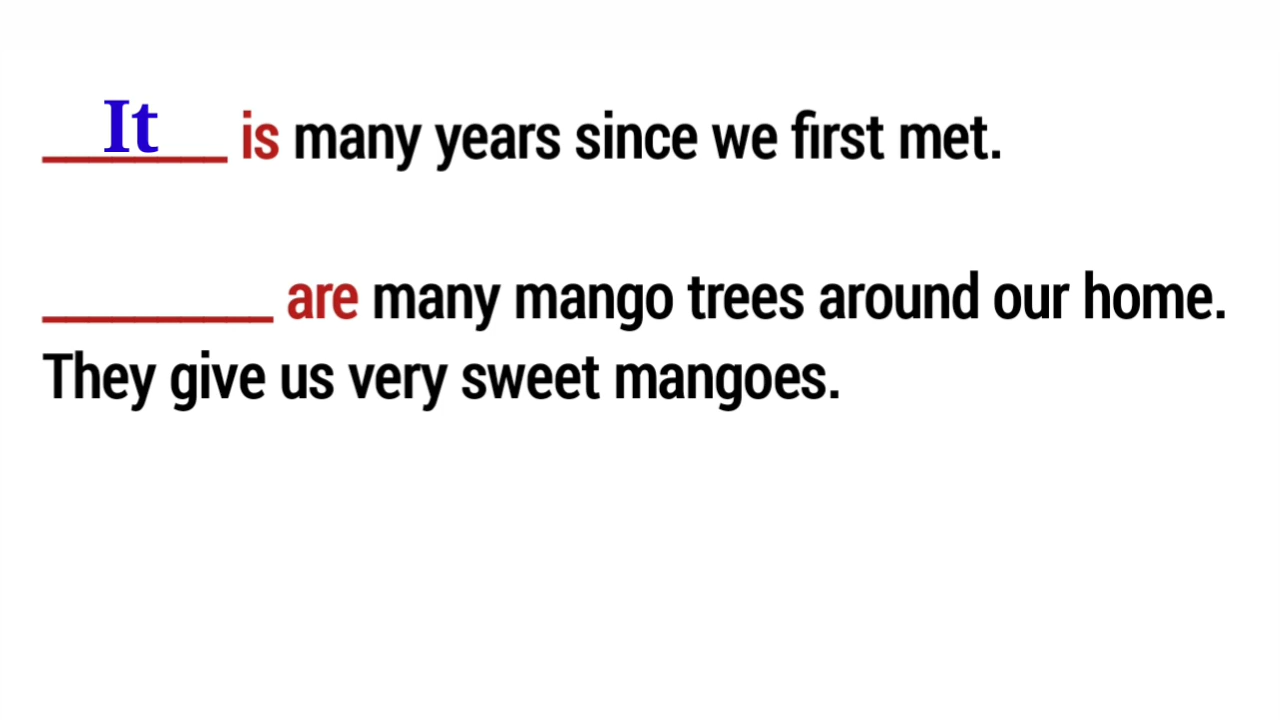 It is many years since we first met.
__________ are many mango trees around our home.
They give us very sweet mangoes.